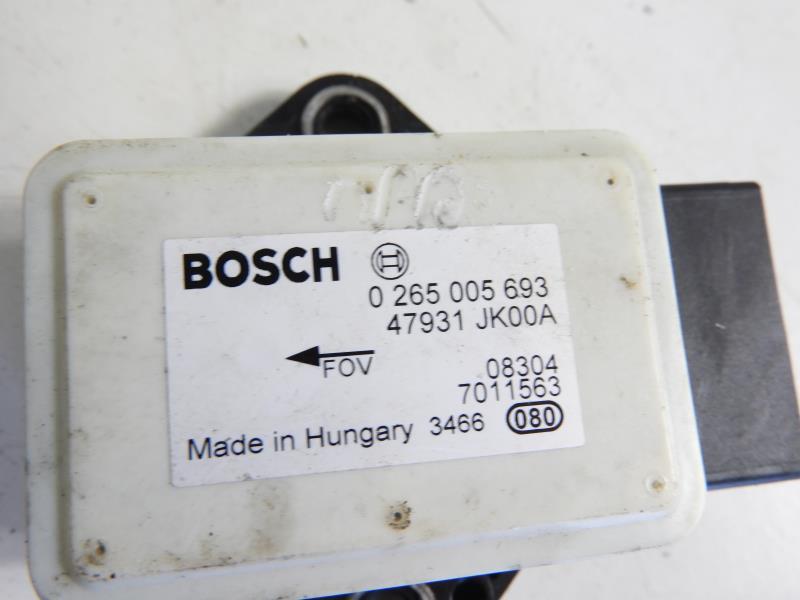 BOSCH
0 265 005 693
47931 JK00A
FOV
08304
7011563
Made in Hungary 3466 080